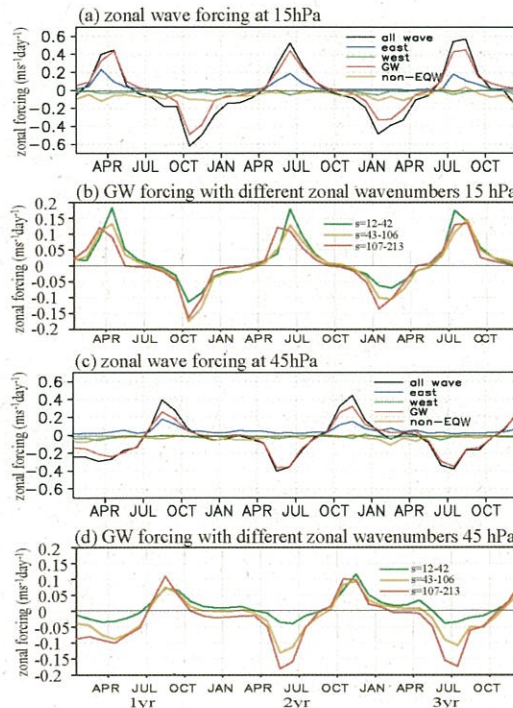 (a) zonal wave forcing at 15hPa
zonal forcing (ms⁻¹day⁻¹)
0.6
0.4
0.2
0
−0.2
−0.4
−0.6
all wave
east
west
GW
non-EQW
APR JUL OCT JAN APR JUL OCT JAN APR JUL OCT
(b) GW forcing with different zonal wavenumbers 15 hPa
zonal forcing (ms⁻¹day⁻¹)
0.2
0.15
0.1
0.05
0
-0.05
-0.1
-0.15
-0.2
s=12-42
s=43-106
s=107-213
APR JUL OCT JAN APR JUL OCT JAN APR JUL OCT
(c) zonal wave forcing at 45hPa
zonal forcing (ms⁻¹day⁻¹)
0.6
0.4
0.2
0
−0.2
−0.4
−0.6
all wave
east
west
GW
non-EQW
APR JUL OCT JAN APR JUL OCT JAN APR JUL OCT
(d) GW forcing with different zonal wavenumbers 45 hPa
zonal forcing (ms⁻¹day⁻¹)
0.2
0.15
0.1
0.05
0
-0.05
-0.1
-0.15
-0.2
s=12-42
s=43-106
s=107-213
APR JUL OCT JAN APR JUL OCT JAN APR JUL OCT
1yr 2yr 3yr